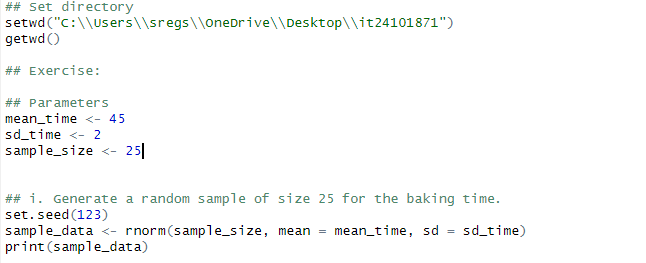 ## Set directory
setwd("C:\\Users\\sregs\\OneDrive\\Desktop\\it24101871")
getwd()
## Exercise:
## Parameters
mean_time <- 45
sd_time <- 2
sample_size <- 25
## i. Generate a random sample of size 25 for the baking time.
set.seed(123)
sample_data <- rnorm(sample_size, mean = mean_time, sd = sd_time)
print(sample_data)